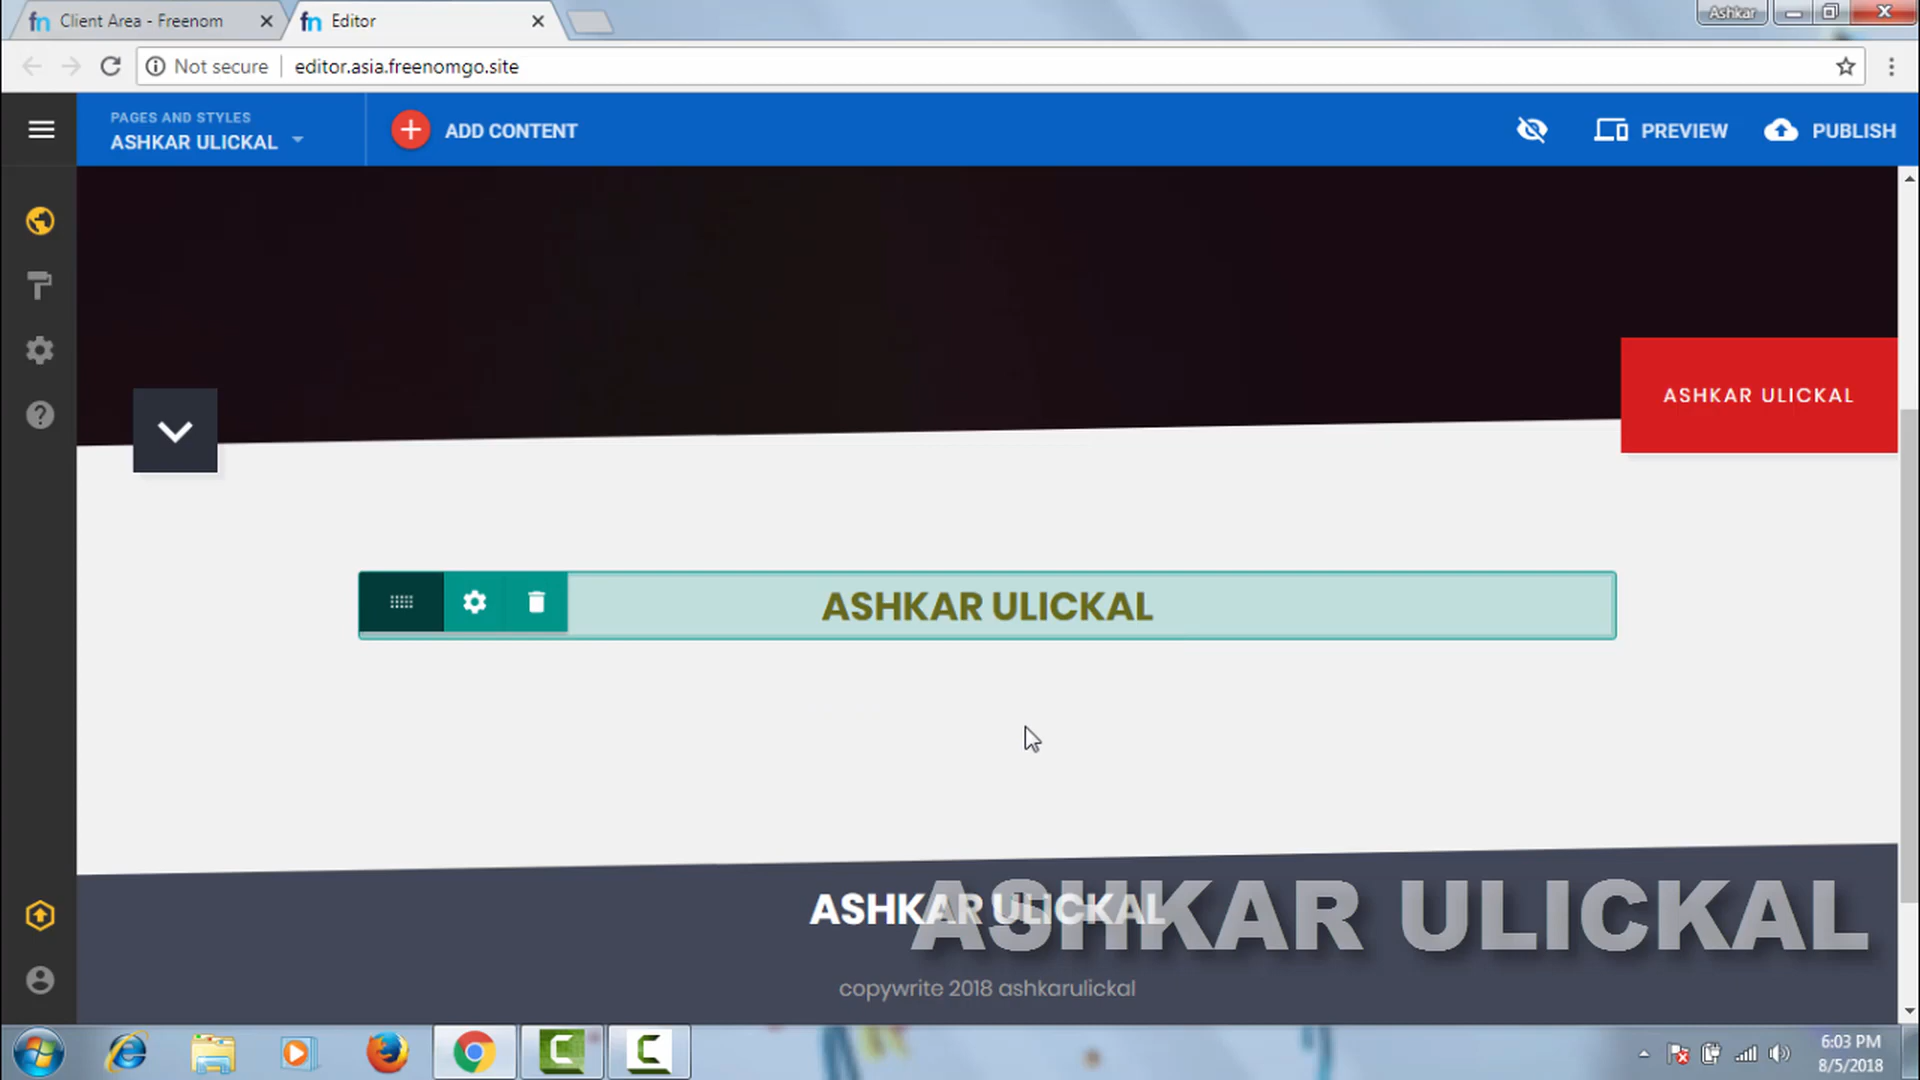 Client Area - Freenom
Editor
Ashkar
Not secure
editor.asia.freenomgo.site
PAGES AND STYLES
ASHKAR ULICKAL
ADD CONTENT
PREVIEW
PUBLISH
ASHKAR ULICKAL
ASHKAR ULICKAL
ASHKAR ULICKAL
ASHKAR ULICKAL
copywrite 2018 ashkarulickal
6:03 PM
8/5/2018